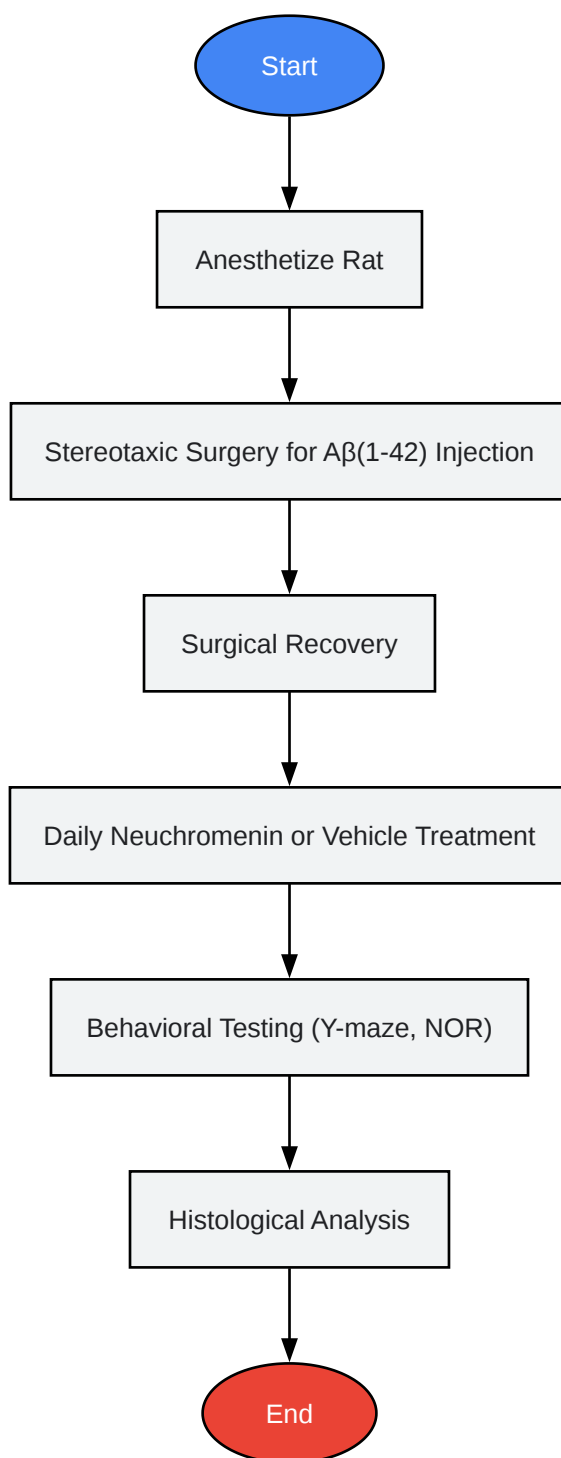 Start
Anesthetize Rat
Stereotaxic Surgery for Aβ(1-42) Injection
Surgical Recovery
Daily Neuchromenin or Vehicle Treatment
Behavioral Testing (Y-maze, NOR)
Histological Analysis
End